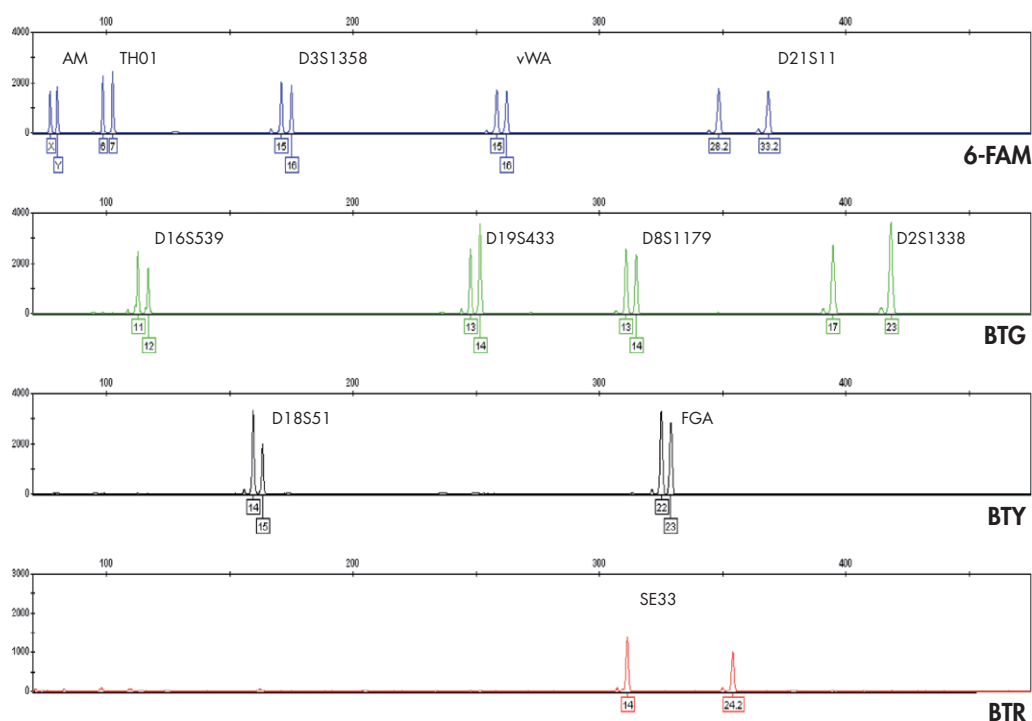 100 200 300 400
4000
2000
0
AM TH01 D3S1358 vWA D21S11
X 6 7 15 15 28.2 33.2
Y 16 16
6-FAM
100 200 300 400
4000
2000
0
D16S539 D19S433 D8S1179 D2S1338
11 13 13 17 23
12 14 14
BTG
100 200 300 400
4000
2000
0
D18S51 FGA
14 22
15 23
BTY
100 200 300 400
3000
2000
1000
0
SE33
14 24.2
BTR